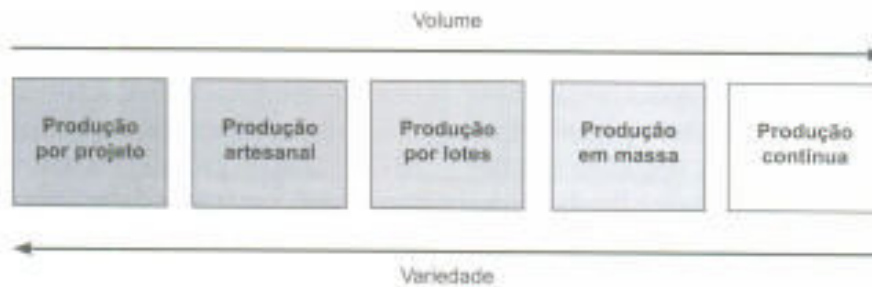 Volume
Produção
por projeto
Produção
artesanal
Produção
por lotes
Produção
em massa
Produção
contínua
Variedade